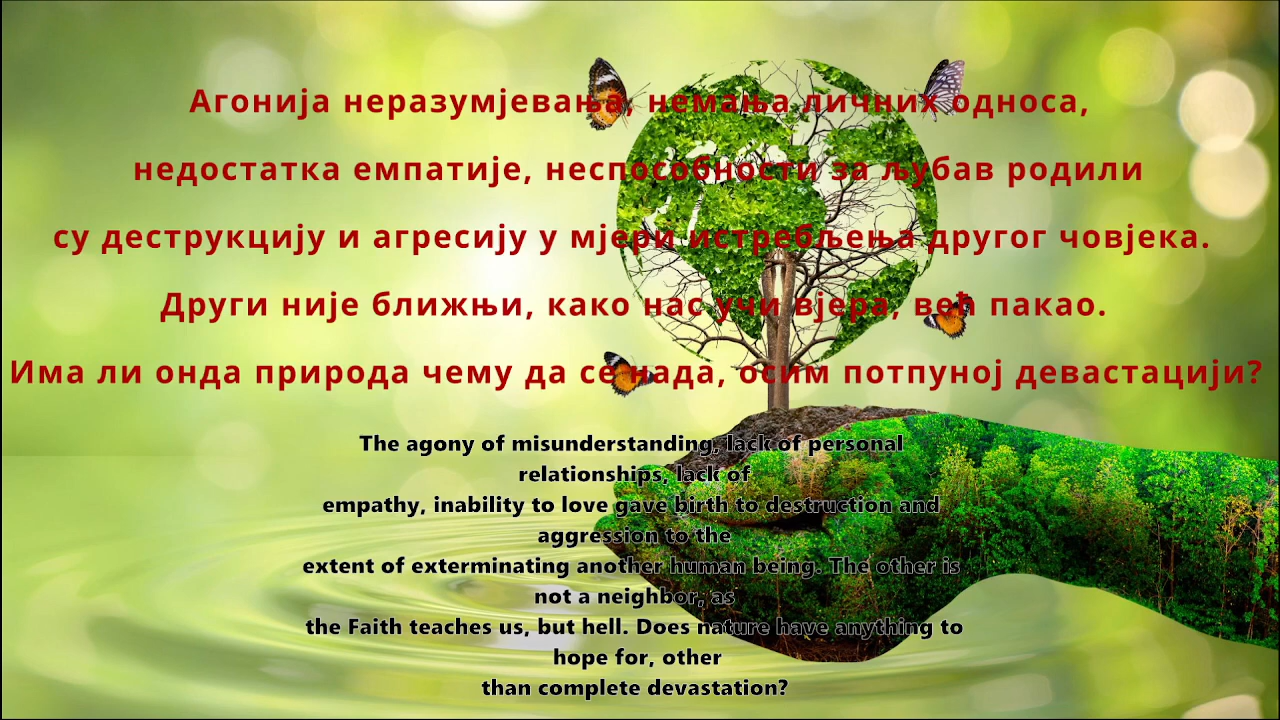 Агонија неразумјевања, немања личних односа,
недостатка емпатије, неспособности за љубав родили
су деструкцију и агресију у мјери истребљења другог човјека.
Други није ближњи, како нас учи вјера, већ пакао.
Има ли онда природа чему да се нада, осим потпуној девастацији?
The agony of misunderstanding, lack of personal
relationships, lack of
empathy, inability to love gave birth to destruction and
aggression to the
extent of exterminating another human being. The other is
not a neighbor, as
the Faith teaches us, but hell. Does nature have anything to
hope for, other
than complete devastation?